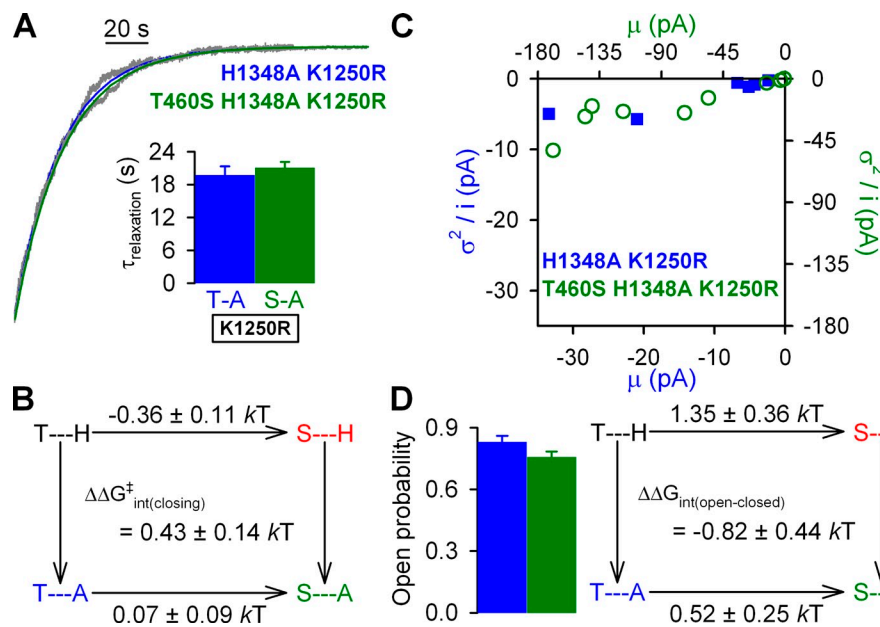 A
20 s
H1348A K1250R
T460S H1348A K1250R
24
18
12
6
0
τrelaxation (s)
T-A
S-A
K1250R
C
μ (pA)
-180 -135 -90 -45 0
0
-10
-20
-30
σ² / i (pA)
0
-45
-90
-135
-180
σ² / i (pA)
H1348A K1250R
T460S H1348A K1250R
-30 -20 -10 0
μ (pA)
B
-0.36 ± 0.11 kT
T---H
S---H
ΔΔG‡int(closing)
= 0.43 ± 0.14 kT
T---A
S---A
0.07 ± 0.09 kT
D
0.9
0.6
0.3
0.0
Open probability
1.35 ± 0.36 kT
T---H
S--
ΔΔGint(open-closed)
= -0.82 ± 0.44 kT
T---A
S--
0.52 ± 0.25 kT